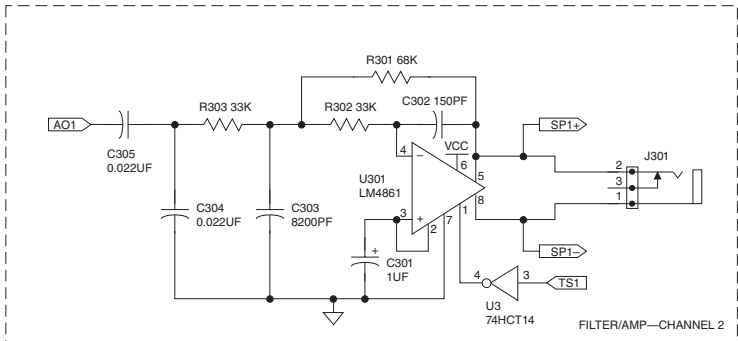 R301 68K
R303 33K
R302 33K
C302 150PF
AO1
SP1+
C305
0.022UF
VCC
J301
4
–
6
U301
LM4861
5
8
2
3
1
C304
0.022UF
C303
8200PF
3
+
2
7
1
C301
1UF
+
SP1–
4
3
TS1
U3
74HCT14
FILTER/AMP—CHANNEL 2